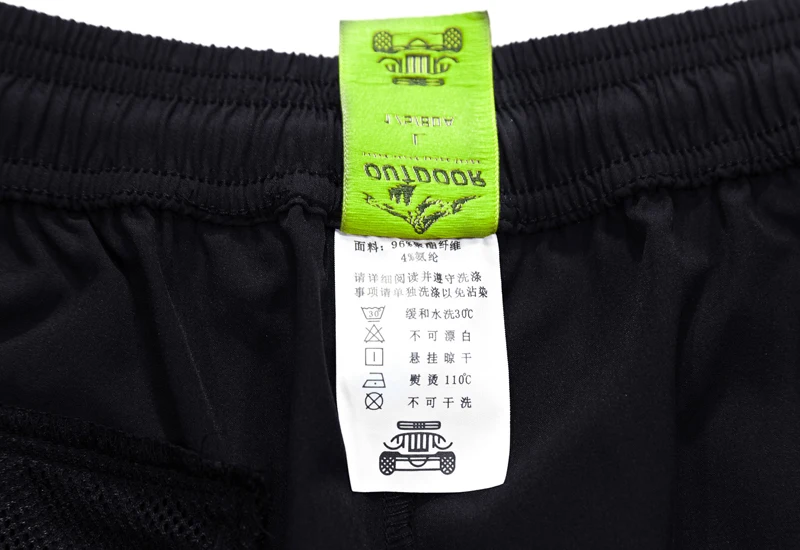 OUTDOOR
L
面料：96%聚酯纤维
4%氨纶
请详细阅读并遵守洗涤
事项请单独洗涤以免沾染
30 缓和水洗30℃
不可漂白
悬挂晾干
熨烫110℃
不可干洗